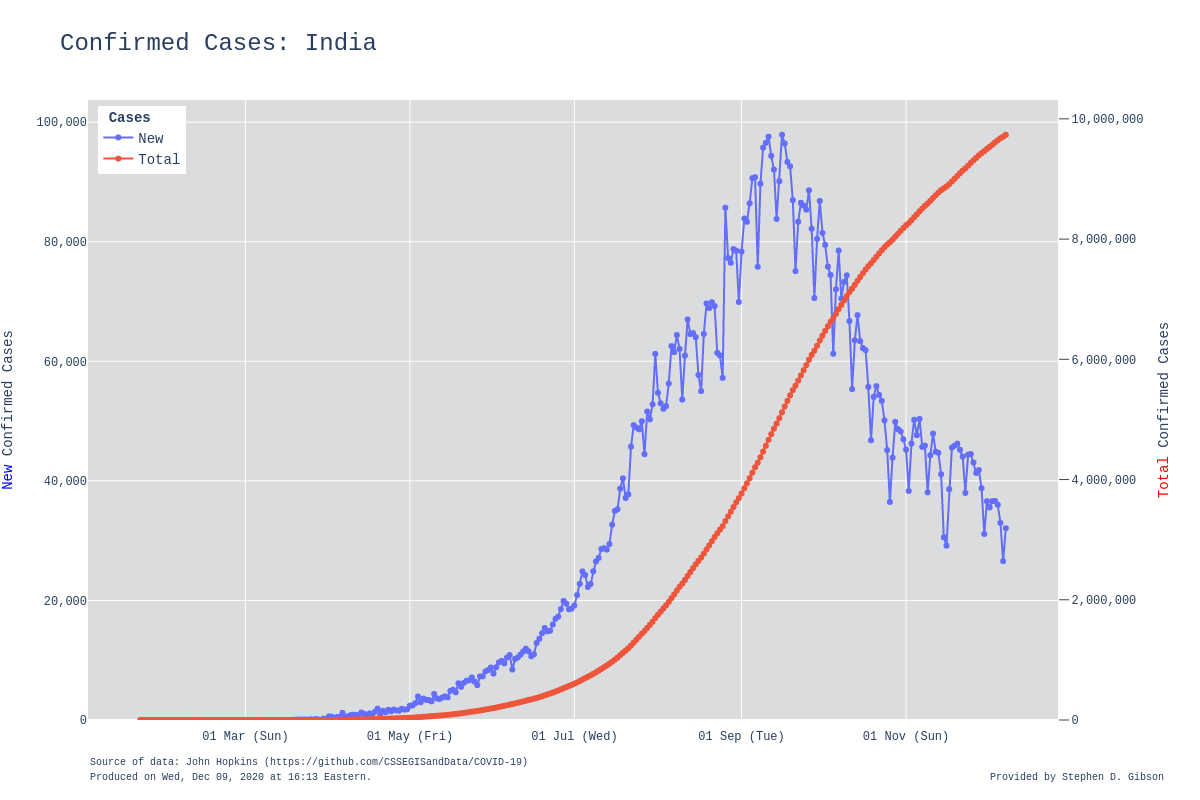 Confirmed Cases: India
Cases
New
Total
100,000
80,000
60,000
40,000
20,000
0
New Confirmed Cases
10,000,000
8,000,000
6,000,000
4,000,000
2,000,000
0
Total Confirmed Cases
01 Mar (Sun) 01 May (Fri) 01 Jul (Wed) 01 Sep (Tue) 01 Nov (Sun)
Source of data: John Hopkins (https://github.com/CSSEGISandData/COVID-19)
Produced on Wed, Dec 09, 2020 at 16:13 Eastern.
Provided by Stephen D. Gibson